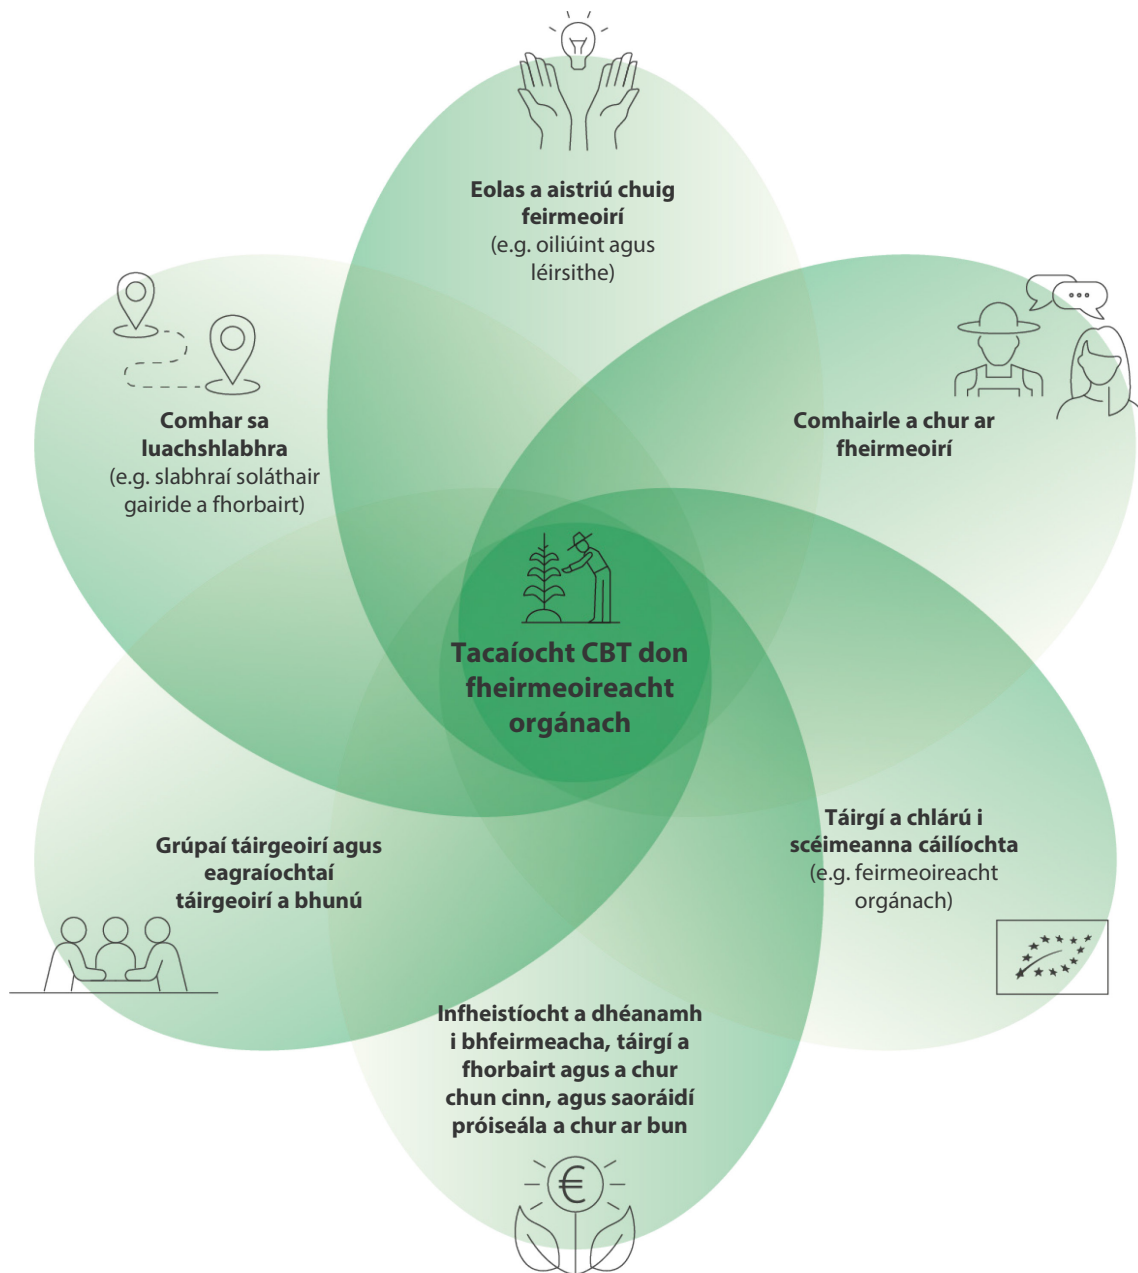 Eolas a aistriú chuig
feirmeoirí
(e.g. oiliúint agus
léirsithe)
Comhar sa
luachshlabhra
(e.g. slabhraí soláthair
gairide a fhorbairt)
Comhairle a chur ar
fheirmeoirí
Tacaíocht CBT don
fheirmeoireacht
orgánach
Grúpaí táirgeoirí agus
eagraíochtaí
táirgeoirí a bhunú
Táirgí a chlárú i
scéimeanna cáilíochta
(e.g. feirmeoireacht
orgánach)
Infheistíocht a dhéanamh
i bhfeirmeacha, táirgí a
fhorbairt agus a chur
chun cinn, agus saoráidí
próiseála a chur ar bun
€